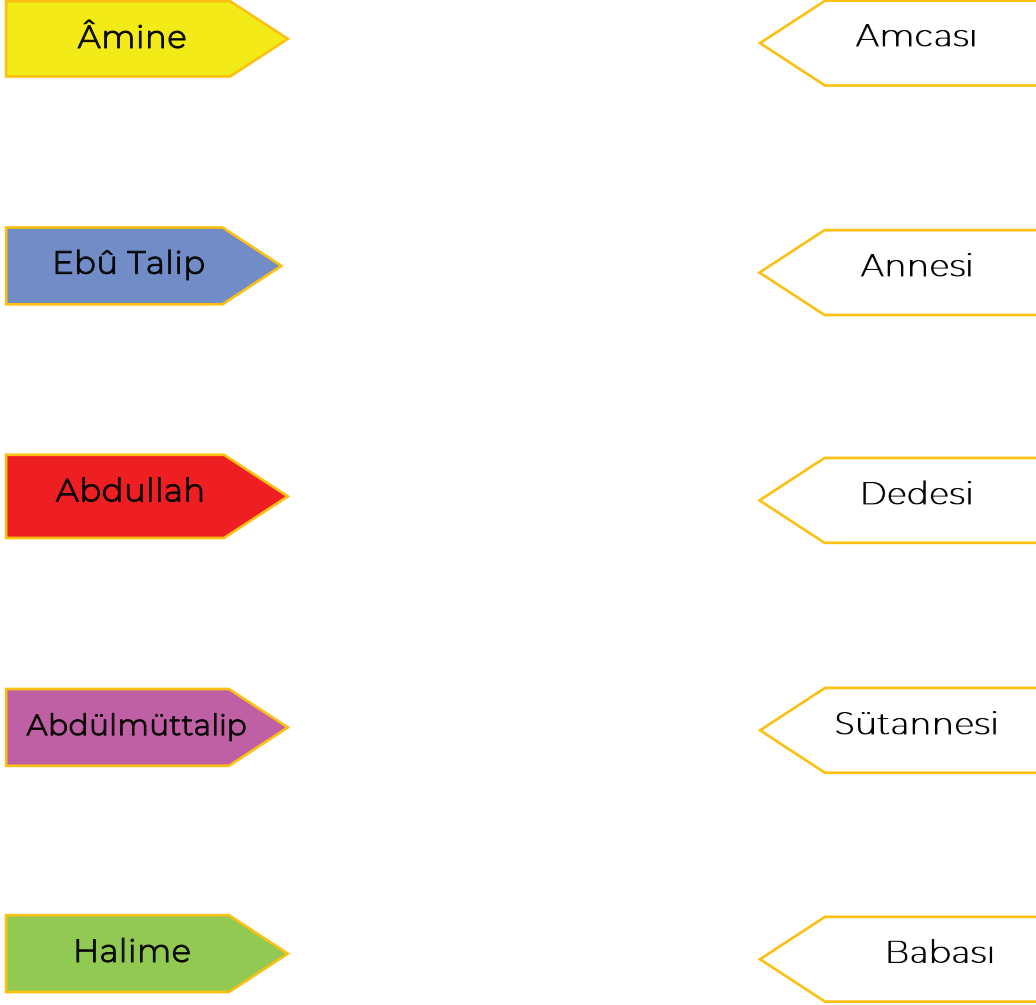 Âmine
Amcası
Ebû Talip
Annesi
Abdullah
Dedesi
Abdülmüttalip
Sütannesi
Halime
Babası